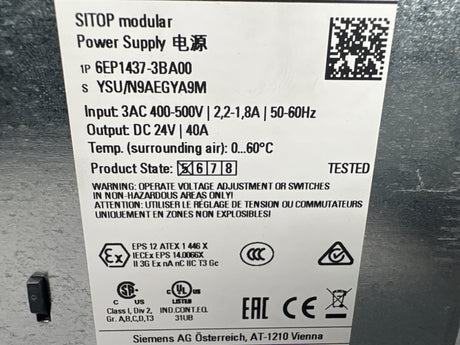 SITOP modular
Power Supply 电源
1P 6EP1437-3BA00
S YSU/N9AEGYA9M
Input: 3AC 400-500V | 2,2-1,8A | 50-60Hz
Output: DC 24V | 40A
Temp. (surrounding air): 0...60°C
Product State: 5 6 7 8 TESTED
WARNING: OPERATE VOLTAGE ADJUSTMENT OR SWITCHES
IN NON-HAZARDOUS AREAS ONLY!
ATTENTION: UTILISER LE RÉGLAGE DE TENSION OU COMMUTATEURS
UNIQUEMENT EN ZONES NON EXPLOSIBLES!
Ex
EPS 12 ATEX 1 446 X
IECEx EPS 14.0066X
II 3G Ex nA nC IIC T3 Gc
CCC
SA
Class I, Div 2,
Gr. A,B,C,D,T3
c UL us
LISTED
IND.CONT.EQ.
31UB
EAC CE
Siemens AG Österreich, AT-1210 Vienna